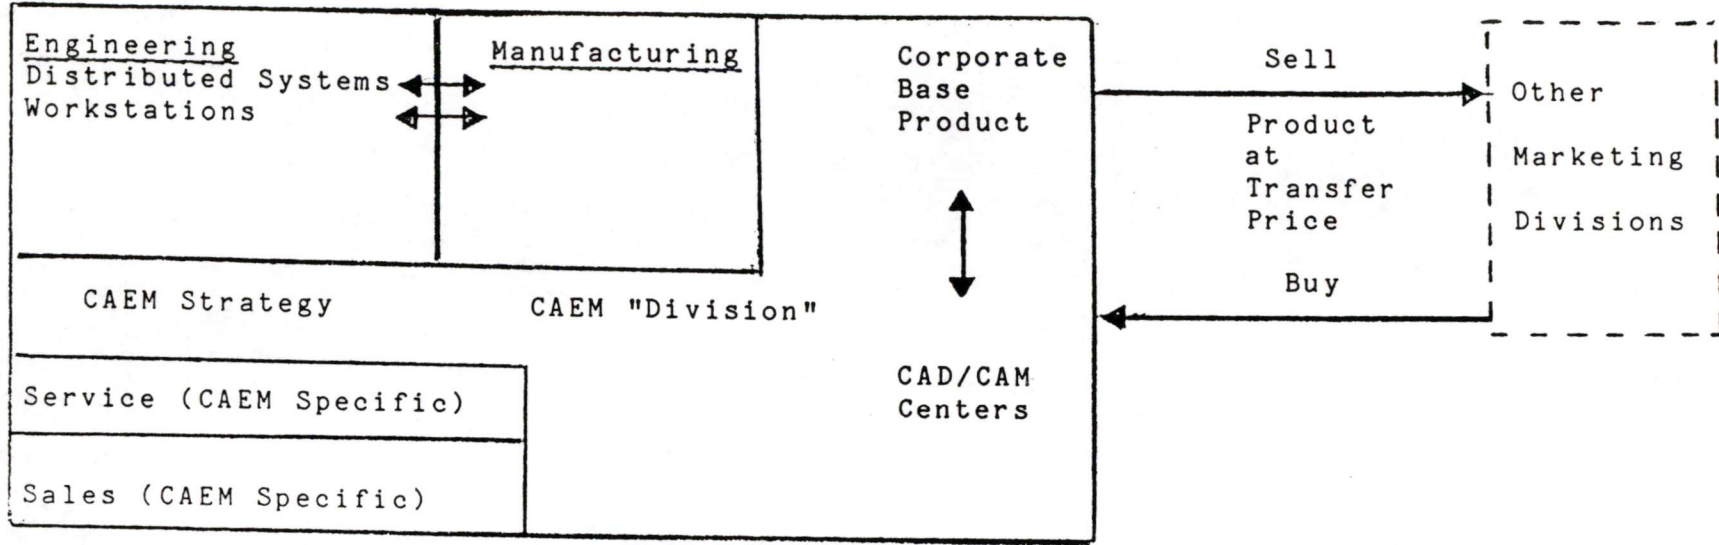 Engineering
Distributed Systems
Workstations
Manufacturing
Corporate
Base
Product
Sell
Product
at
Transfer
Price
Buy
Other
Marketing
Divisions
CAEM Strategy
CAEM "Division"
CAD/CAM
Centers
Service (CAEM Specific)
Sales (CAEM Specific)